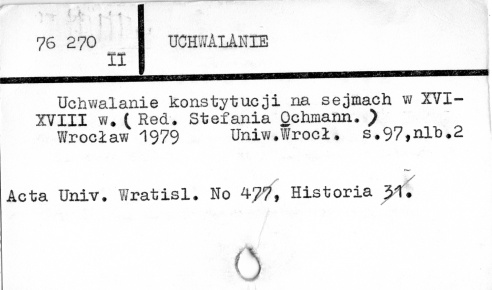 76 270 UCHWALANIE
II
Uchwalanie konstytucji na sejmach w XVI-
XVIII w. ( Red. Stefania Ochmann. )
Wrocław 1979 Uniw.Wrocł. s.97,nlb.2
Acta Univ. Wratisl. No 477, Historia 31.